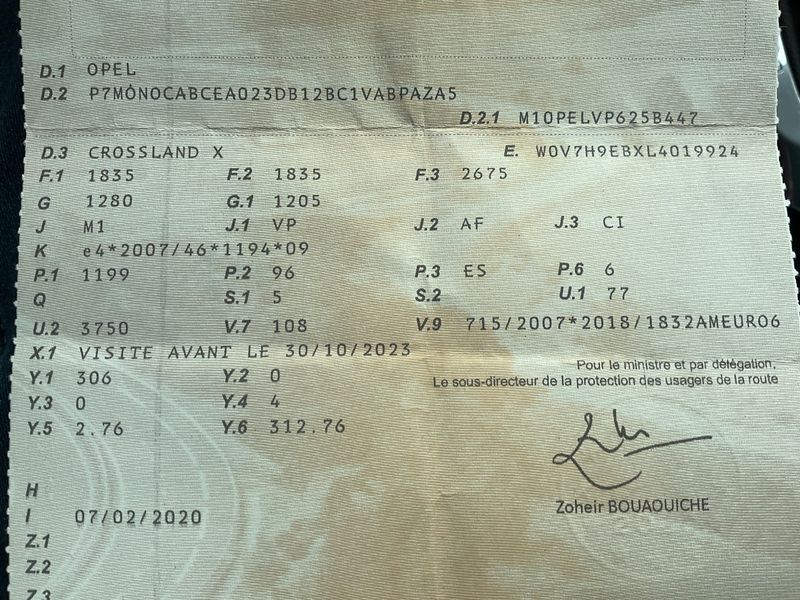 D.1 OPEL
D.2 P7MONOCABCEA023DB12BC1VABPAZA5
D.2.1 M10PELVP625B447
D.3 CROSSLAND X E. W0V7H9EBXL4019924
F.1 1835 F.2 1835 F.3 2675
G 1280 G.1 1205
J M1 J.1 VP J.2 AF J.3 CI
K e4*2007/46*1194*09
P.1 1199 P.2 96 P.3 ES P.6 6
Q S.1 5 S.2 U.1 77
U.2 3750 V.7 108 V.9 715/2007*2018/1832AMEURO6
X.1 VISITE AVANT LE 30/10/2023
Pour le ministre et par délégation,
Y.1 306 Y.2 0 Le sous-directeur de la protection des usagers de la route
Y.3 0 Y.4 4
Y.5 2.76 Y.6 312.76
H
Zoheir BOUAOUICHE
I 07/02/2020
Z.1
Z.2
Z.3